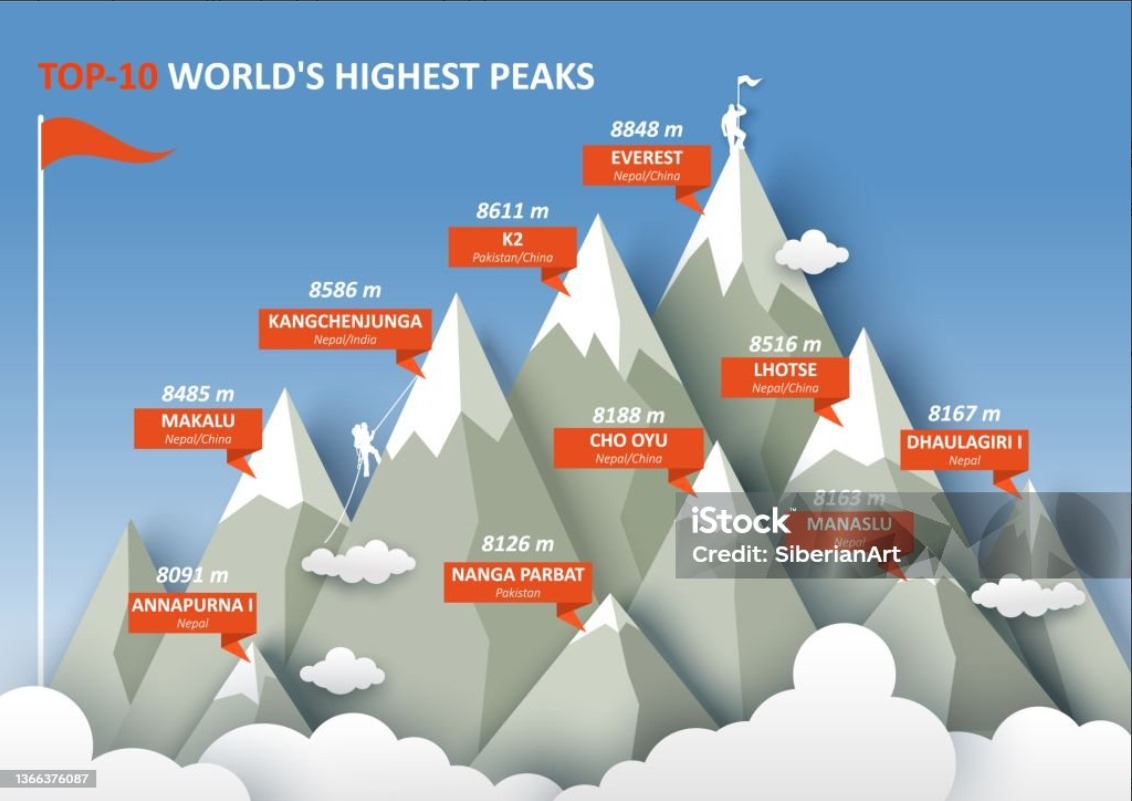 TOP-10 WORLD'S HIGHEST PEAKS
8848 m
EVEREST
Nepal/China
8611 m
K2
Pakistan/China
8586 m
KANGCHENJUNGA
Nepal/India
8516 m
LHOTSE
Nepal/China
8485 m
MAKALU
Nepal/China
8188 m
CHO OYU
Nepal/China
8167 m
DHAULAGIRI I
Nepal
8163 m
MANASLU
Nepal
8126 m
NANGA PARBAT
Pakistan
8091 m
ANNAPURNA I
Nepal
iStock™
Credit: SiberianArt
1366376087